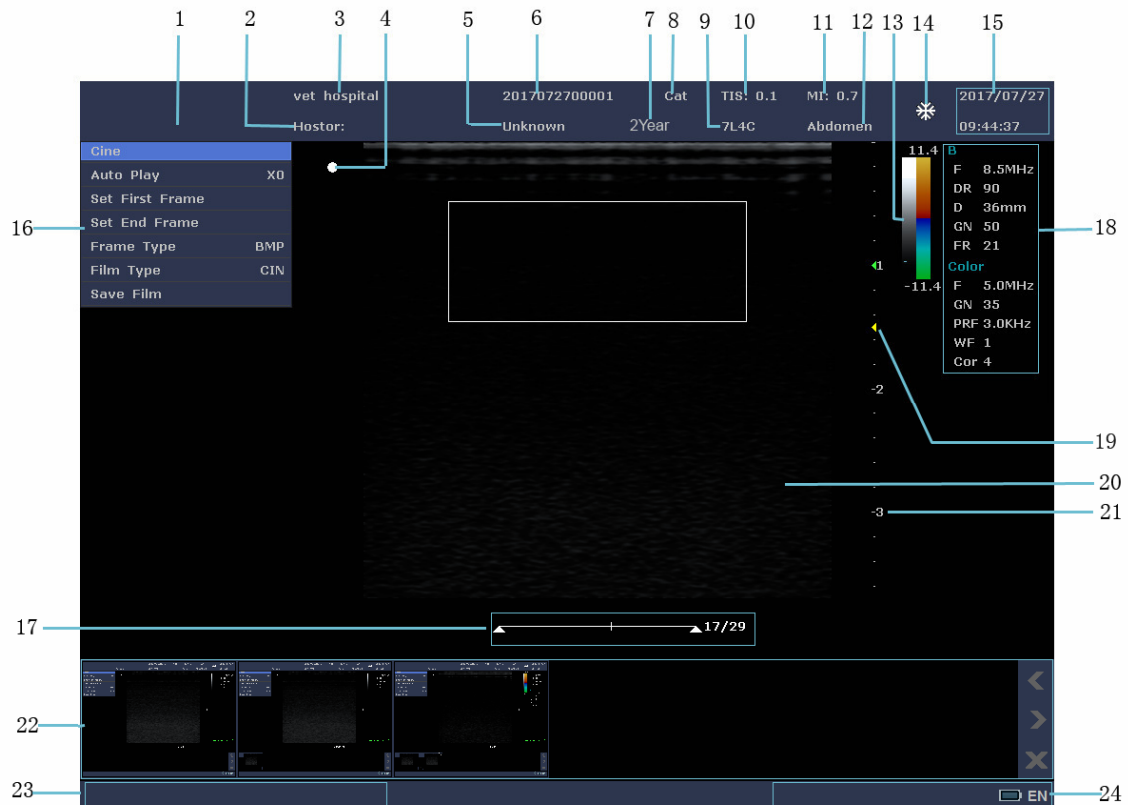 1 2 3 4 5 6 7 8 9 10 11 12 13 14 15
vet hospital 2017072700001 Cat TIS: 0.1 MI: 0.7 2017/07/27
Hostor: Unknown 2Year 7L4C Abdomen 09:44:37
Cine
Auto Play X0
Set First Frame
Set End Frame
Frame Type BMP
Film Type CIN
Save Film
16
11.4
-11.4
B
F 8.5MHz
DR 90
D 36mm
GN 50
FR 21
Color
F 5.0MHz
GN 35
PRF 3.0KHz
WF 1
Cor 4
18
1
-2
-3
19
20
21
17
17/29
22
23
EN
24